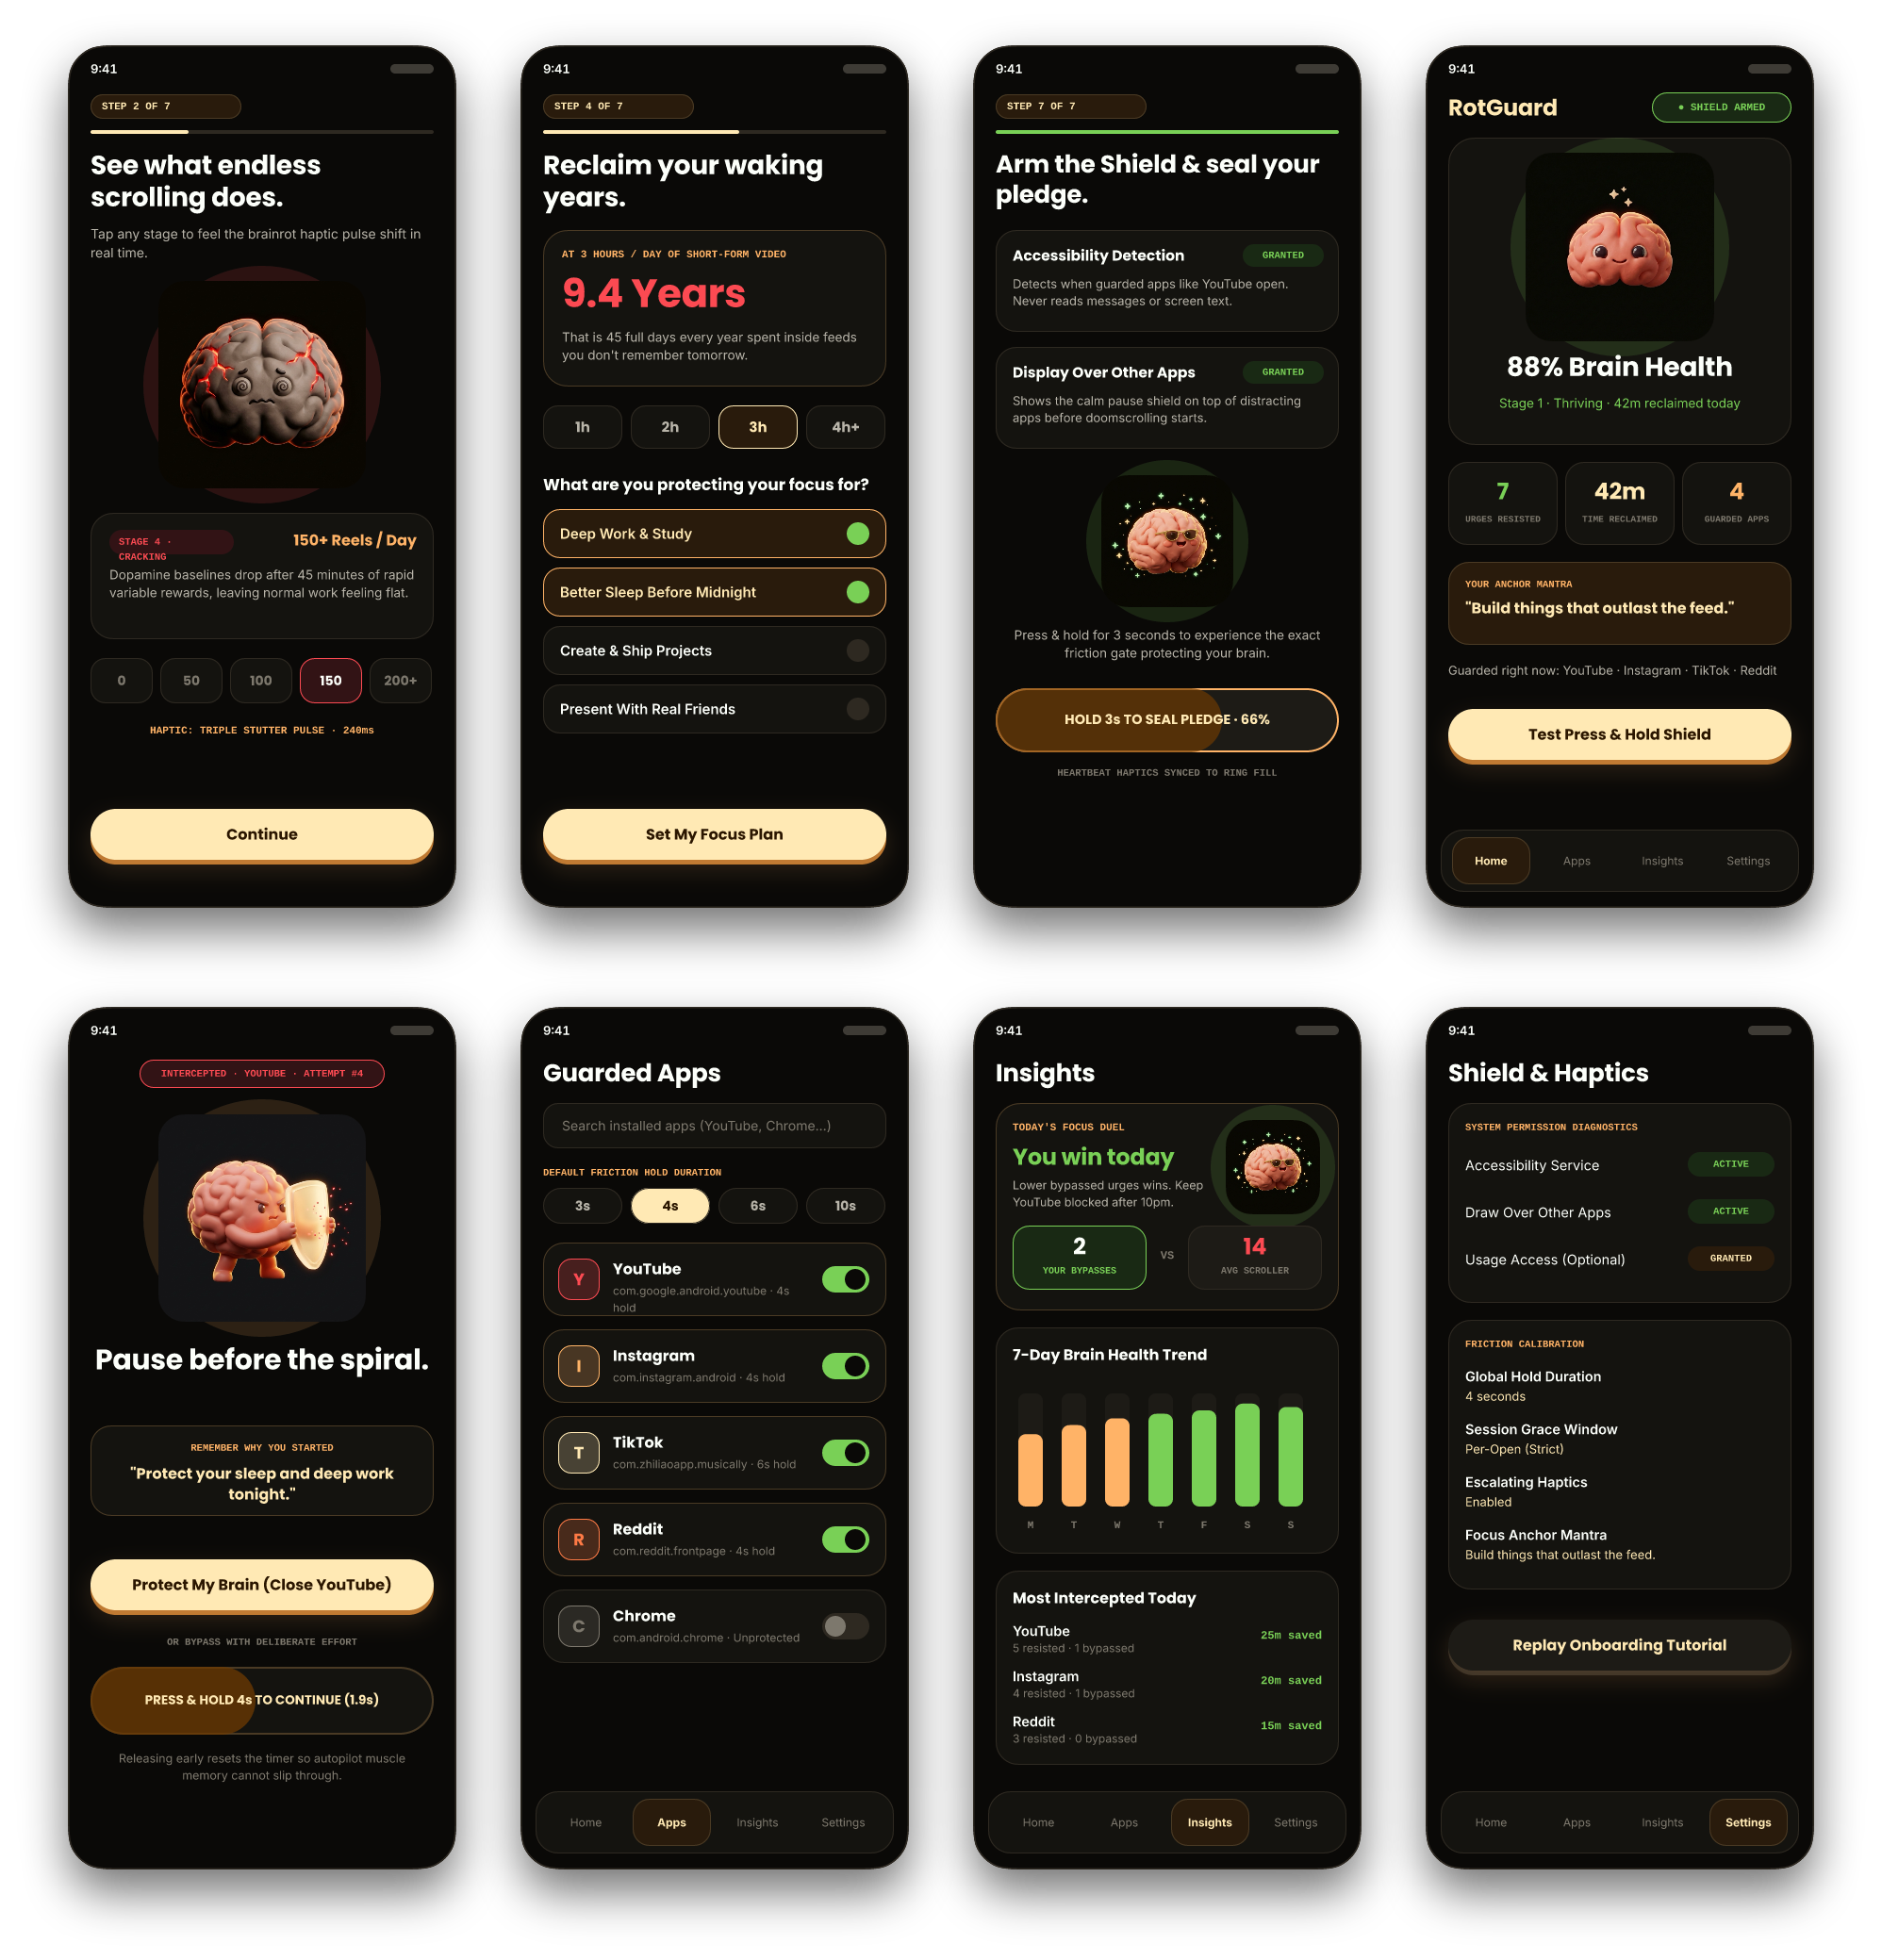 9:41
STEP 2 OF 7
See what endless
scrolling does.
Tap any stage to feel the brainrot haptic pulse shift in
real time.
STAGE 4 ·
CRACKING
150+ Reels / Day
Dopamine baselines drop after 45 minutes of rapid
variable rewards, leaving normal work feeling flat.
0
50
100
150
200+
HAPTIC: TRIPLE STUTTER PULSE · 240ms
Continue
9:41
STEP 4 OF 7
Reclaim your waking
years.
AT 3 HOURS / DAY OF SHORT-FORM VIDEO
9.4 Years
That is 45 full days every year spent inside feeds
you don't remember tomorrow.
1h
2h
3h
4h+
What are you protecting your focus for?
Deep Work & Study
Better Sleep Before Midnight
Create & Ship Projects
Present With Real Friends
Set My Focus Plan
9:41
STEP 7 OF 7
Arm the Shield & seal your
pledge.
Accessibility Detection
GRANTED
Detects when guarded apps like YouTube open.
Never reads messages or screen text.
Display Over Other Apps
GRANTED
Shows the calm pause shield on top of distracting
apps before doomscrolling starts.
Press & hold for 3 seconds to experience the exact
friction gate protecting your brain.
HOLD 3s TO SEAL PLEDGE · 66%
HEARTBEAT HAPTICS SYNCED TO RING FILL
9:41
RotGuard
● SHIELD ARMED
88% Brain Health
Stage 1 · Thriving · 42m reclaimed today
7
URGES RESISTED
42m
TIME RECLAIMED
4
GUARDED APPS
YOUR ANCHOR MANTRA
"Build things that outlast the feed."
Guarded right now: YouTube · Instagram · TikTok · Reddit
Test Press & Hold Shield
Home
Apps
Insights
Settings
9:41
INTERCEPTED · YOUTUBE · ATTEMPT #4
Pause before the spiral.
REMEMBER WHY YOU STARTED
"Protect your sleep and deep work
tonight."
Protect My Brain (Close YouTube)
OR BYPASS WITH DELIBERATE EFFORT
PRESS & HOLD 4s TO CONTINUE (1.9s)
Releasing early resets the timer so autopilot muscle
memory cannot slip through.
9:41
Guarded Apps
Search installed apps (YouTube, Chrome...)
DEFAULT FRICTION HOLD DURATION
3s
4s
6s
10s
Y
YouTube
com.google.android.youtube · 4s
hold
I
Instagram
com.instagram.android · 4s hold
T
TikTok
com.zhiliaoapp.musically · 6s hold
R
Reddit
com.reddit.frontpage · 4s hold
C
Chrome
com.android.chrome · Unprotected
Home
Apps
Insights
Settings
9:41
Insights
TODAY'S FOCUS DUEL
You win today
Lower bypassed urges wins. Keep
YouTube blocked after 10pm.
2
YOUR BYPASSES
VS
14
AVG SCROLLER
7-Day Brain Health Trend
M
T
W
T
F
S
S
Most Intercepted Today
YouTube
5 resisted · 1 bypassed
25m saved
Instagram
4 resisted · 1 bypassed
20m saved
Reddit
3 resisted · 0 bypassed
15m saved
Home
Apps
Insights
Settings
9:41
Shield & Haptics
SYSTEM PERMISSION DIAGNOSTICS
Accessibility Service
ACTIVE
Draw Over Other Apps
ACTIVE
Usage Access (Optional)
GRANTED
FRICTION CALIBRATION
Global Hold Duration
4 seconds
Session Grace Window
Per-Open (Strict)
Escalating Haptics
Enabled
Focus Anchor Mantra
Build things that outlast the feed.
Replay Onboarding Tutorial
Home
Apps
Insights
Settings